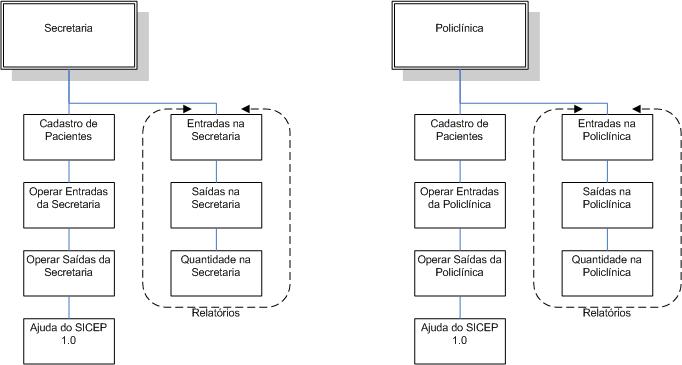 Secretaria
Cadastro de
Pacientes
Operar Entradas
da Secretaria
Operar Saídas da
Secretaria
Ajuda do SICEP
1.0
Entradas na
Secretaria
Saídas na
Secretaria
Quantidade na
Secretaria
Relatórios
Policlínica
Cadastro de
Pacientes
Operar Entradas
da Policlínica
Operar Saídas da
Policlínica
Ajuda do SICEP
1.0
Entradas na
Policlínica
Saídas na
Policlínica
Quantidade na
Policlínica
Relatórios